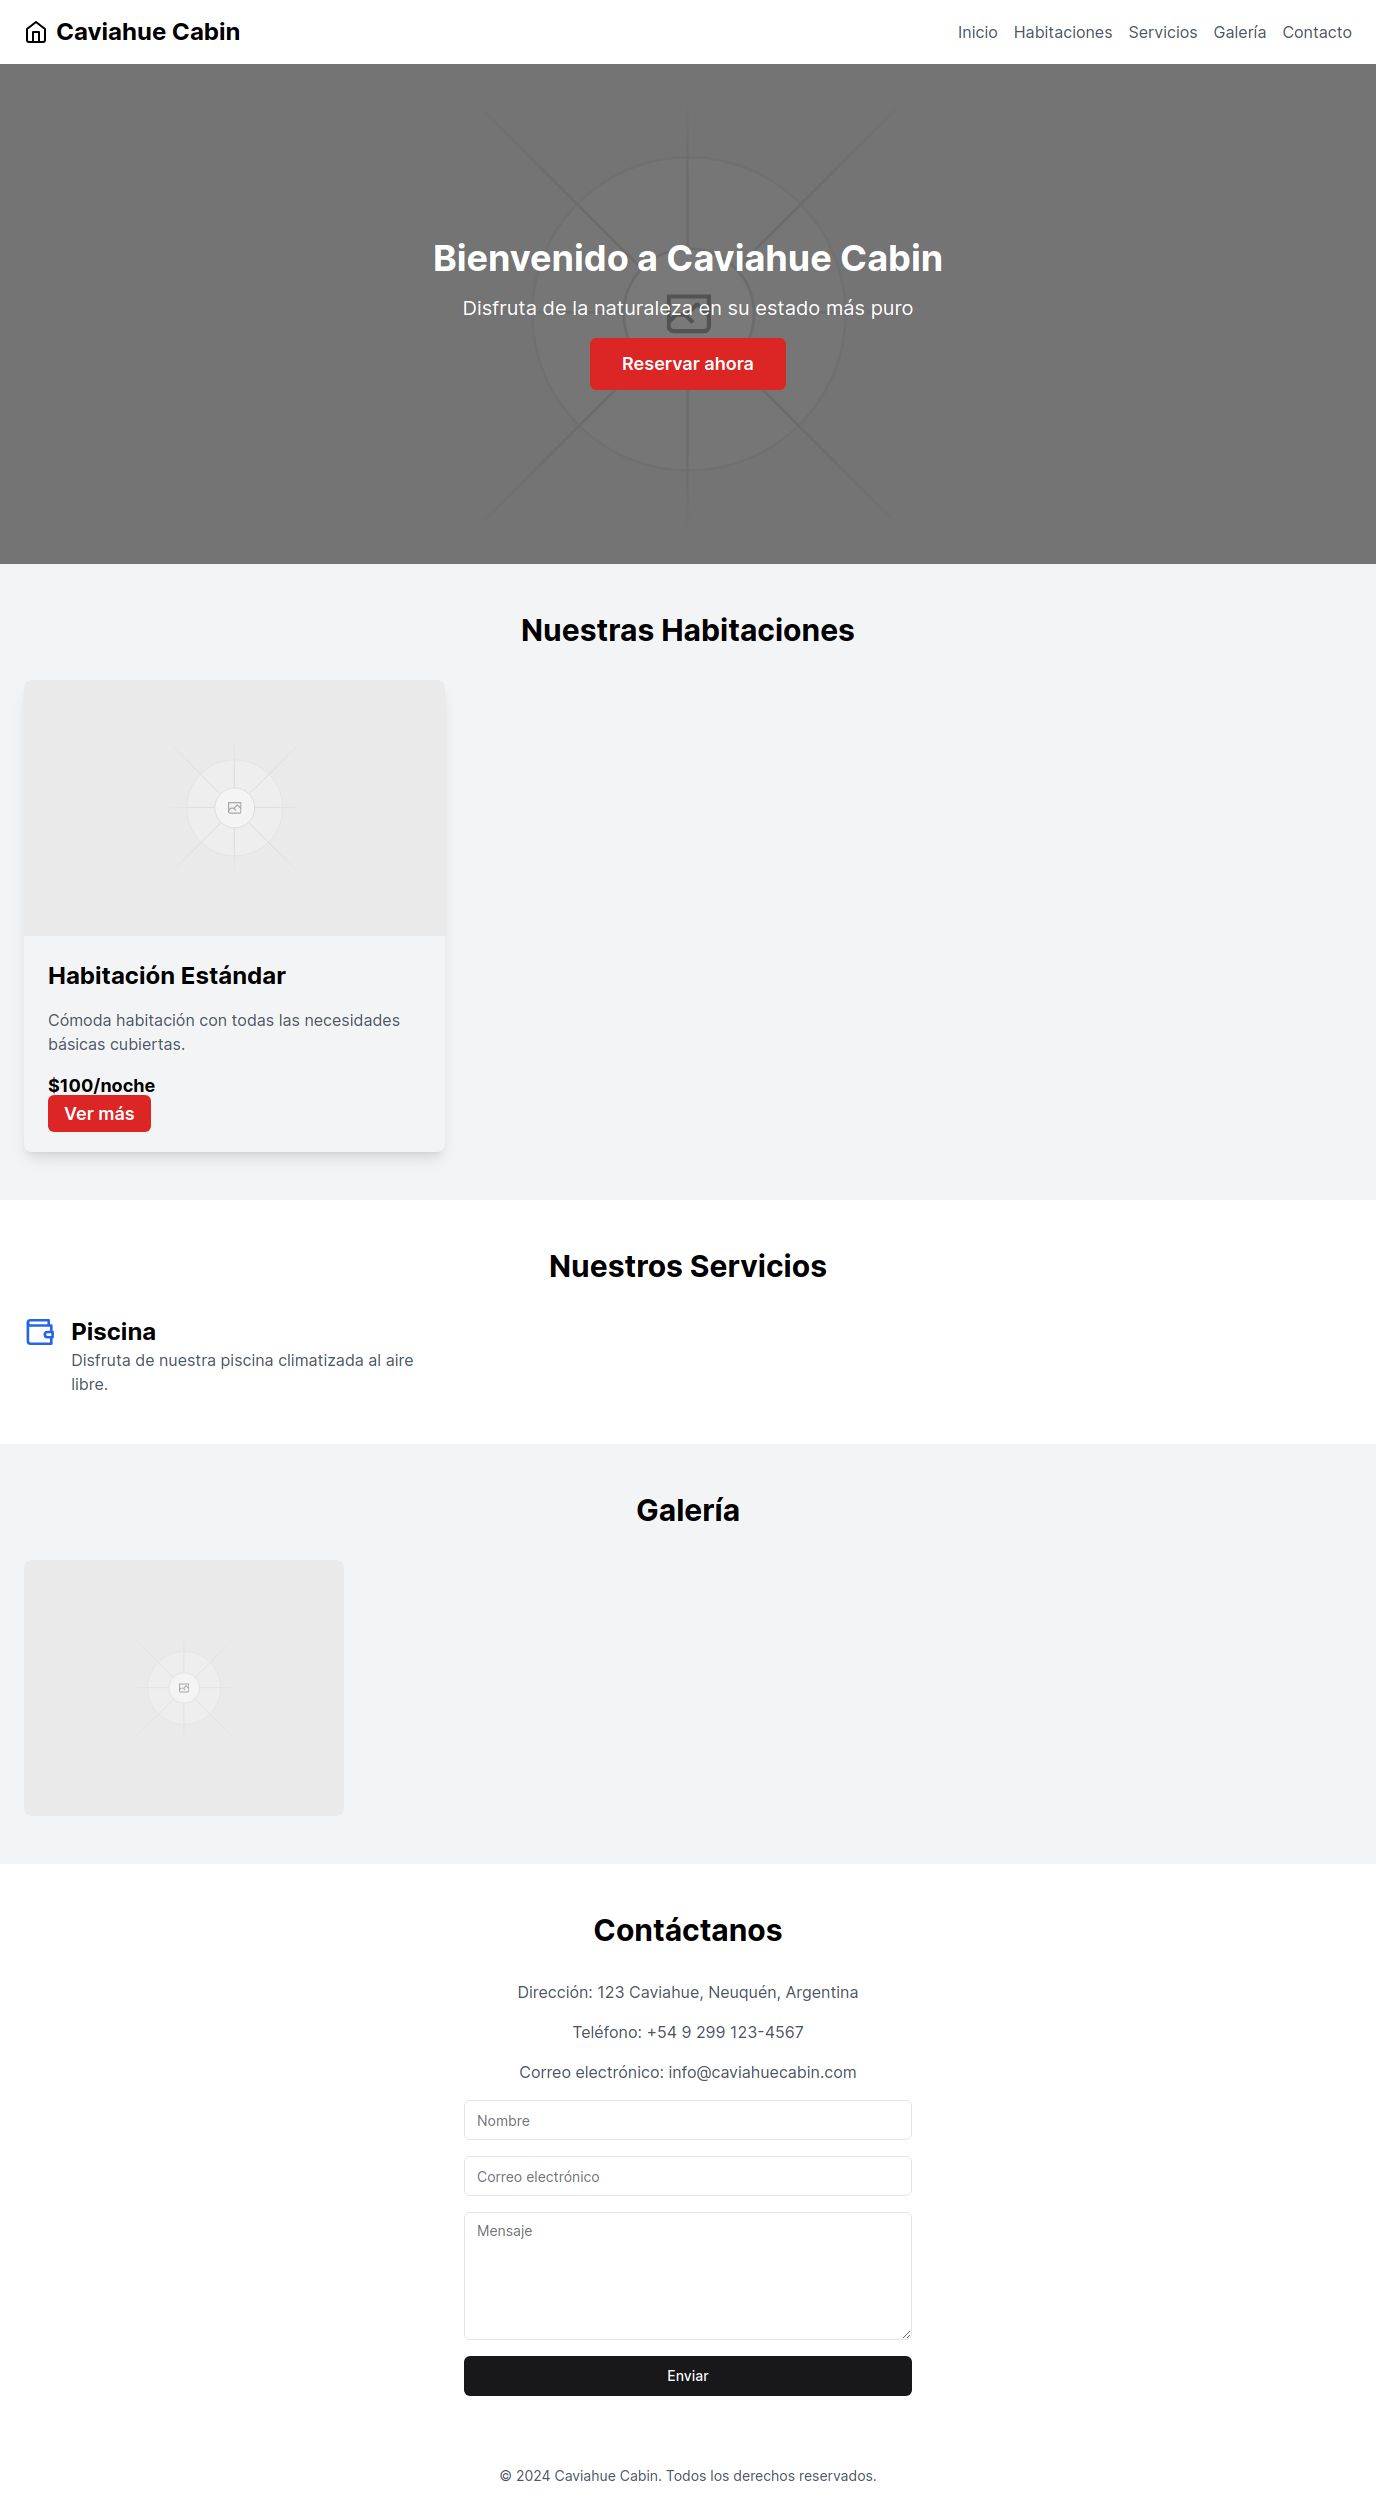 Caviahue Cabin
Inicio Habitaciones Servicios Galería Contacto
Bienvenido a Caviahue Cabin
Disfruta de la naturaleza en su estado más puro
Reservar ahora
Nuestras Habitaciones
Habitación Estándar
Cómoda habitación con todas las necesidades
básicas cubiertas.
$100/noche
Ver más
Nuestros Servicios
Piscina
Disfruta de nuestra piscina climatizada al aire
libre.
Galería
Contáctanos
Dirección: 123 Caviahue, Neuquén, Argentina
Teléfono: +54 9 299 123-4567
Correo electrónico: info@caviahuecabin.com
Nombre
Correo electrónico
Mensaje
Enviar
© 2024 Caviahue Cabin. Todos los derechos reservados.